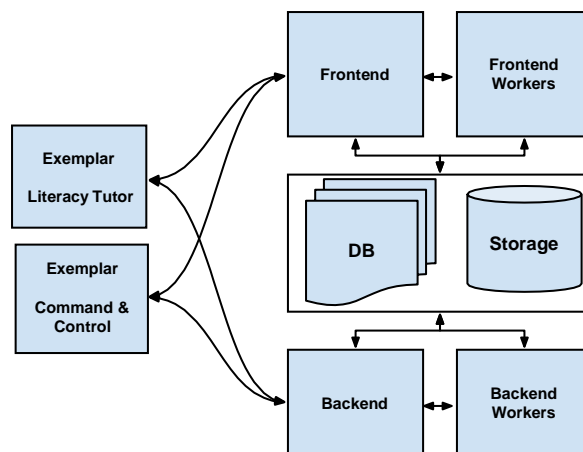 Frontend
Frontend
Workers
Exemplar
Literacy Tutor
Exemplar
Command &
Control
DB
Storage
Backend
Backend
Workers